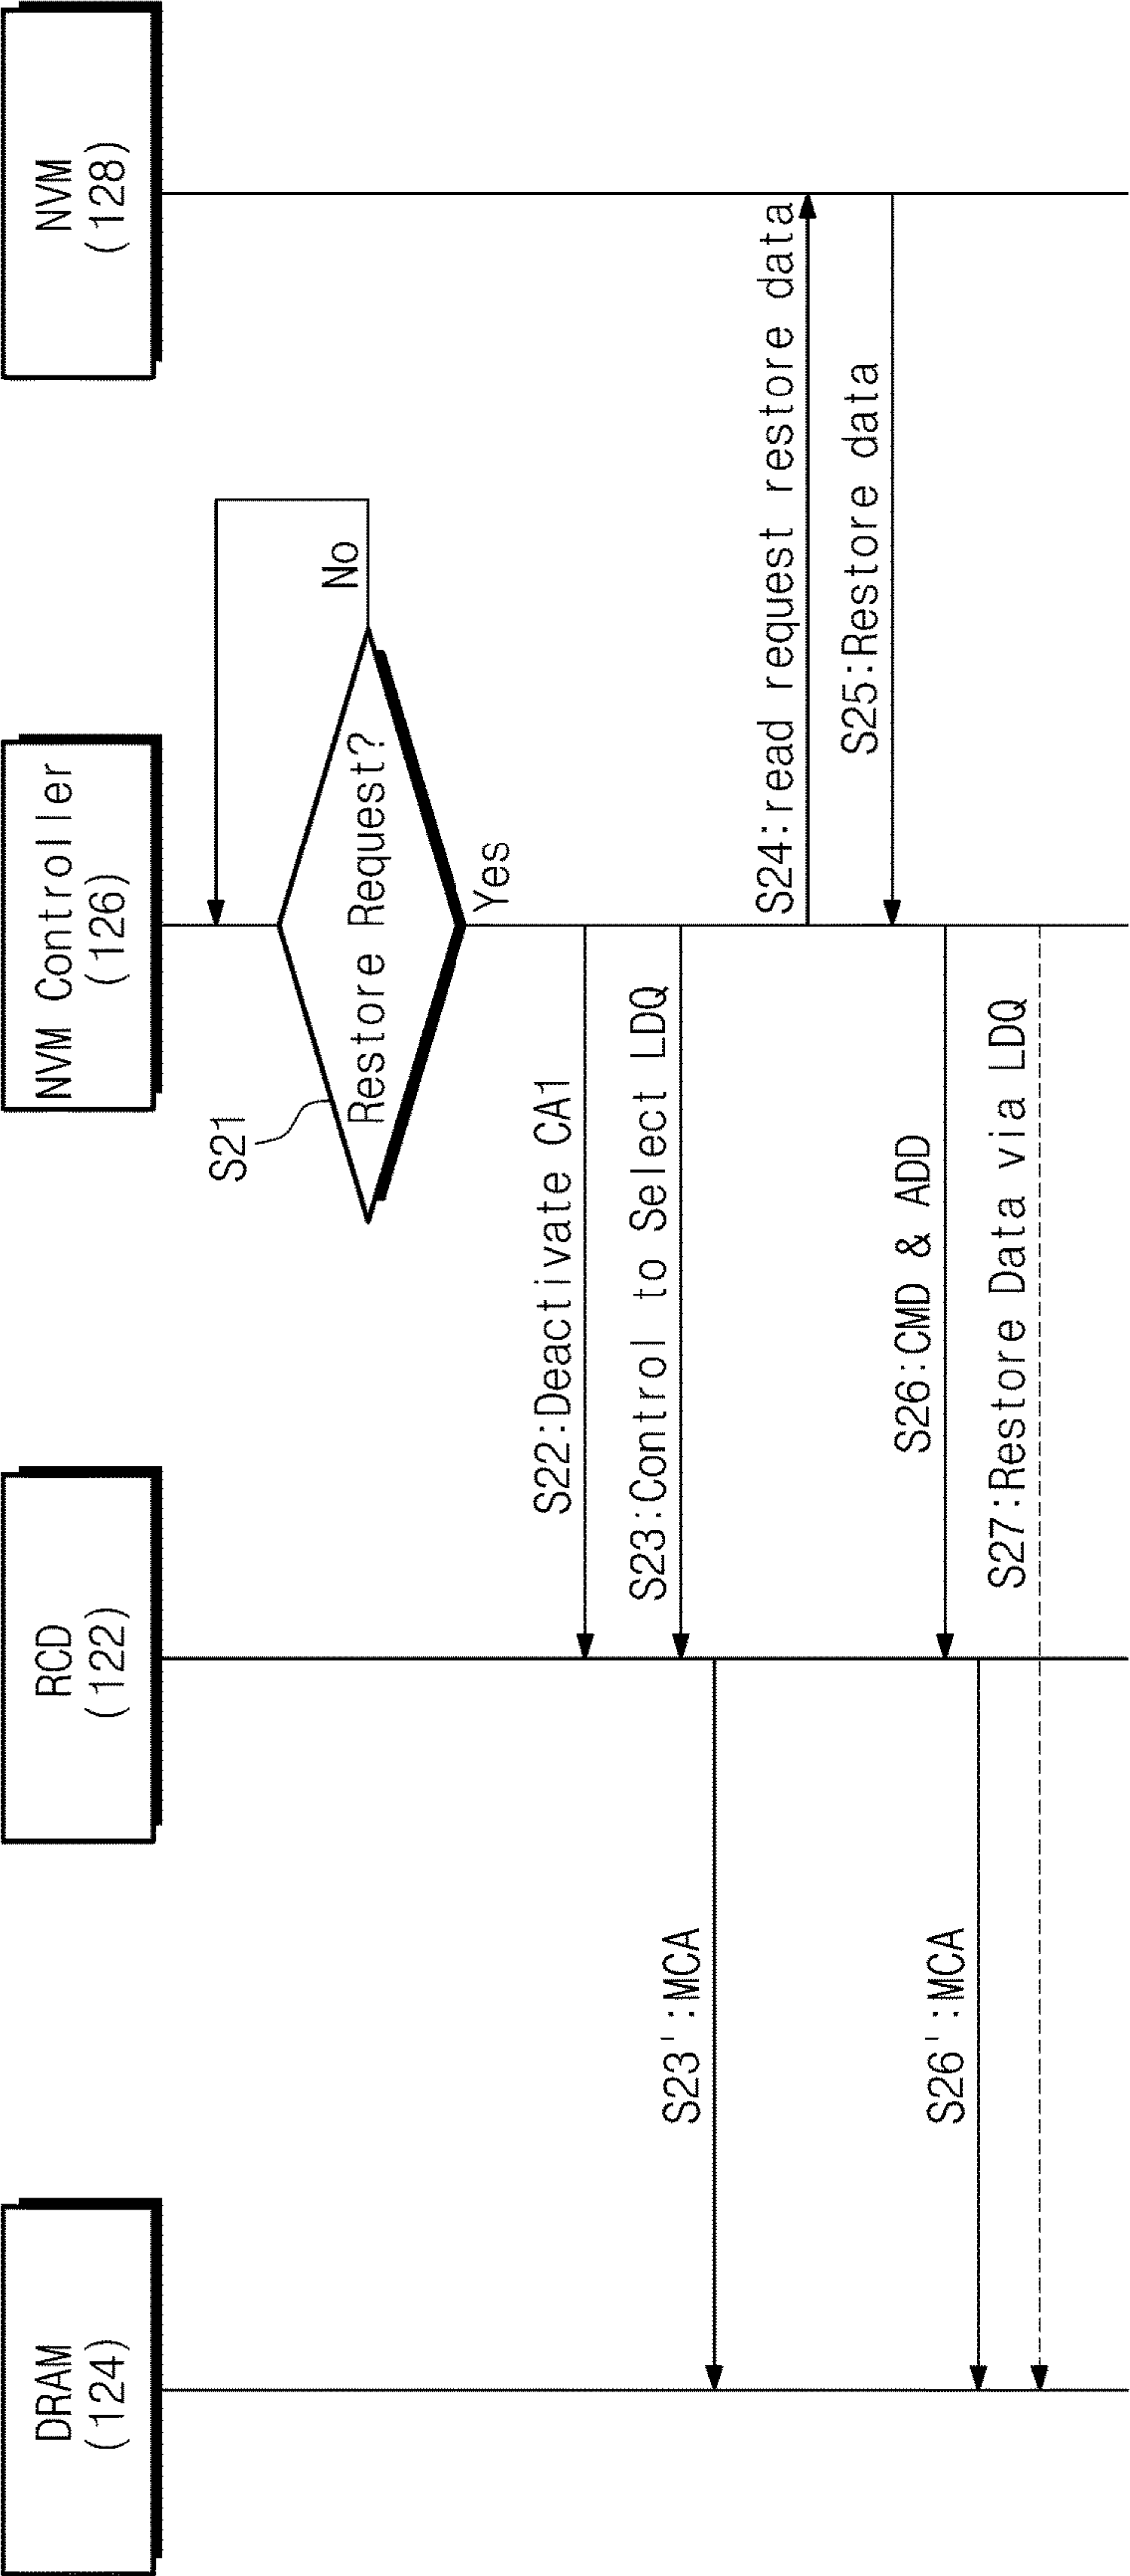 DRAM
(124)
RCD
(122)
NVM Controller
(126)
NVM
(128)
S21
Restore Request?
No
Yes
S22:Deactivate CA1
S23:Control to Select LDQ
S23':MCA
S24:read request restore data
S25:Restore data
S26:CMD & ADD
S26':MCA
S27:Restore Data via LDQ